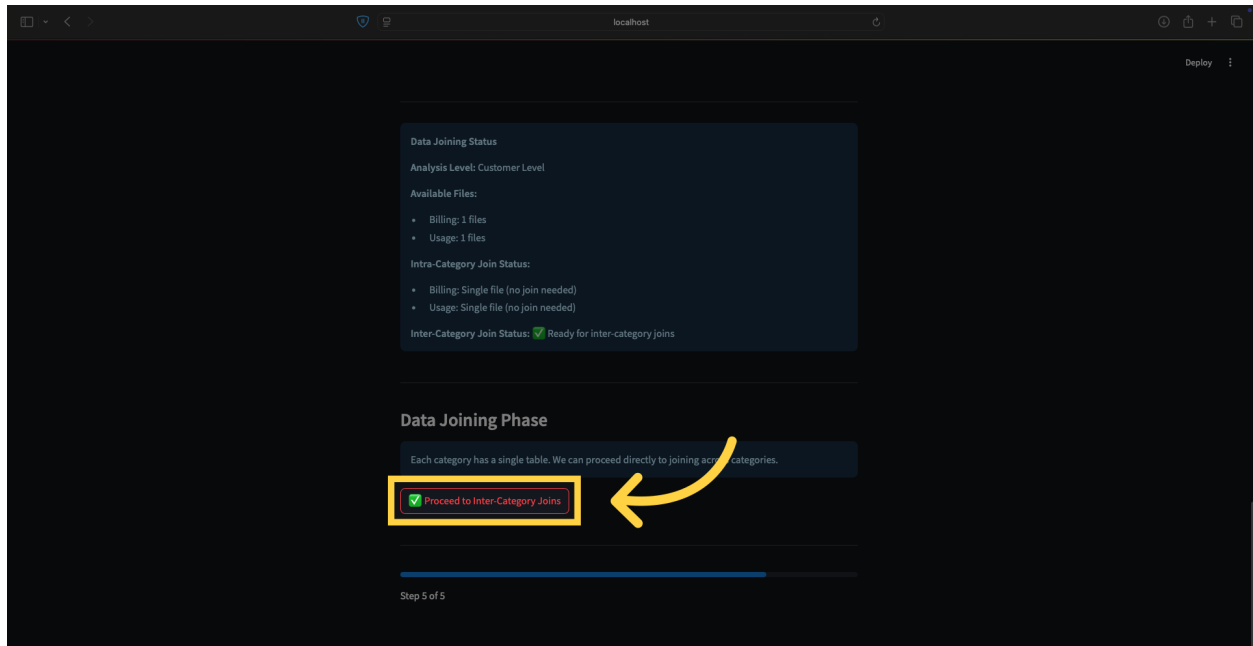 localhost
Deploy
Data Joining Status
Analysis Level: Customer Level
Available Files:
• Billing: 1 files
• Usage: 1 files
Intra-Category Join Status:
• Billing: Single file (no join needed)
• Usage: Single file (no join needed)
Inter-Category Join Status: ✅ Ready for inter-category joins
Data Joining Phase
Each category has a single table. We can proceed directly to joining across categories.
✅ Proceed to Inter-Category Joins
Step 5 of 5